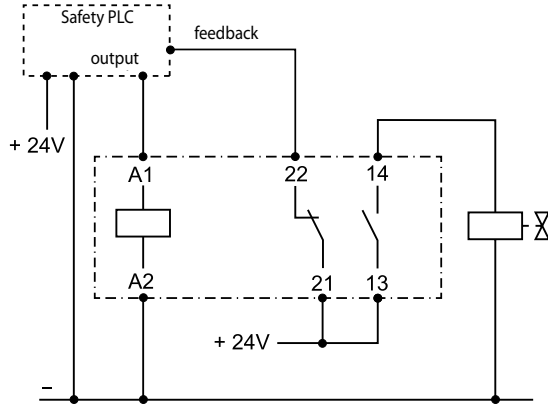 Safety PLC
feedback
output
+ 24V
A1
22
14
A2
21
13
+ 24V
–